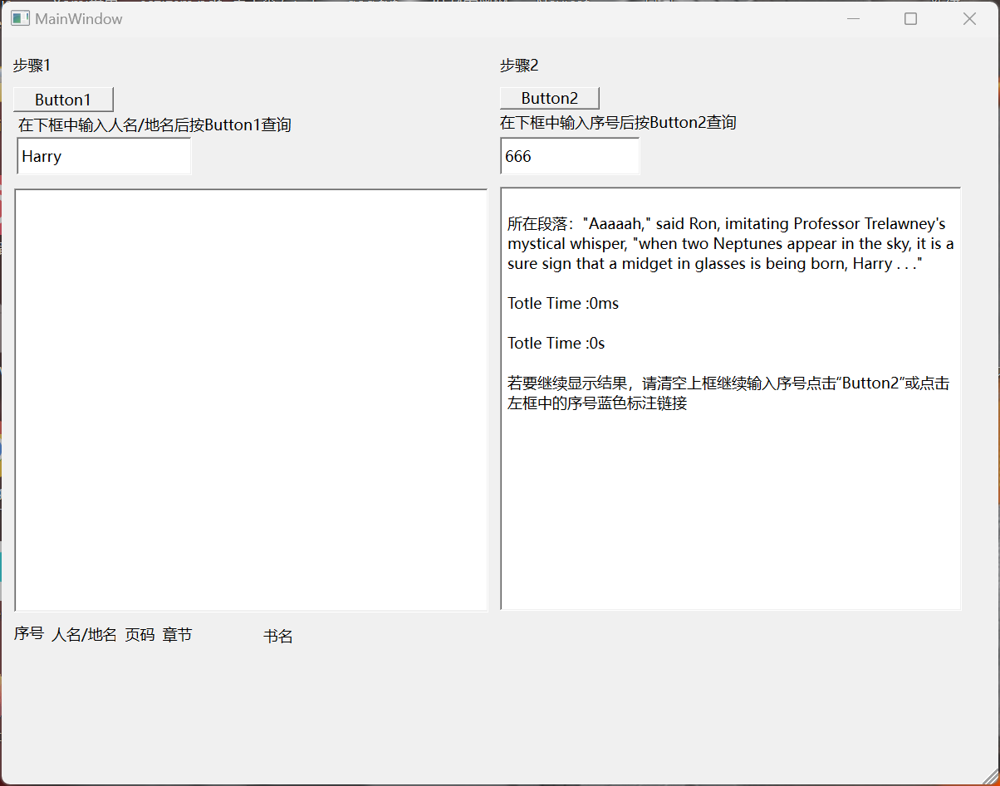 MainWindow
步骤1
Button1
在下框中输入人名/地名后按Button1查询
Harry
序号 人名/地名 页码 章节 书名
步骤2
Button2
在下框中输入序号后按Button2查询
666
所在段落："Aaaaah," said Ron, imitating Professor Trelawney's
mystical whisper, "when two Neptunes appear in the sky, it is a
sure sign that a midget in glasses is being born, Harry . . ."
Totle Time :0ms
Totle Time :0s
若要继续显示结果，请清空上框继续输入序号点击“Button2”或点击
左框中的序号蓝色标注链接